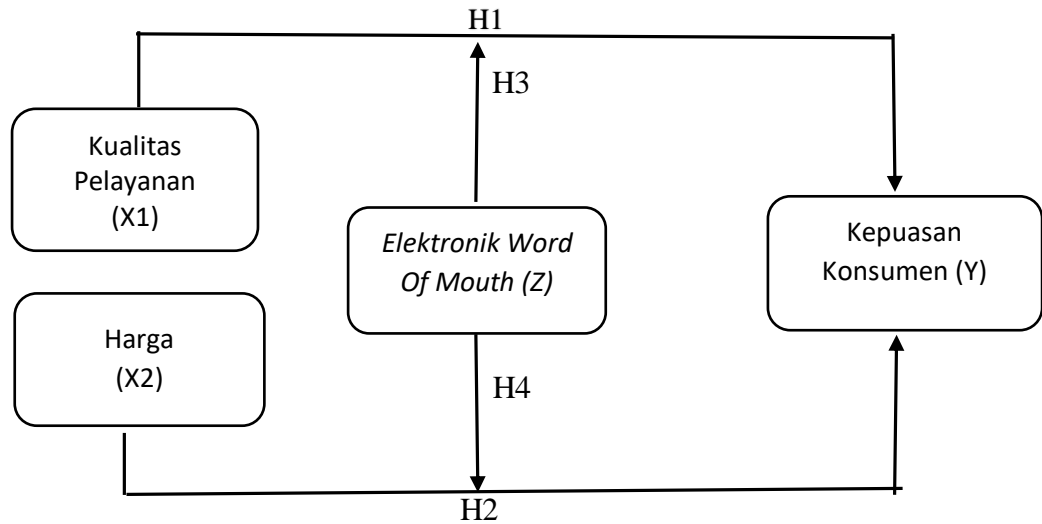 H1
H3
Kualitas
Pelayanan
(X1)
Elektronik Word
Of Mouth (Z)
Kepuasan
Konsumen (Y)
Harga
(X2)
H4
H2